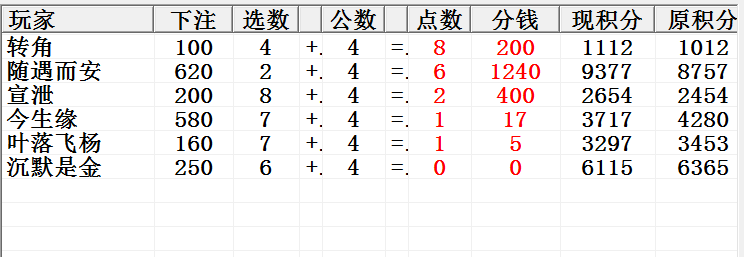 玩家 下注 选数 公数 点数 分钱 现积分 原积分
转角 100 4 +. 4 =. 8 200 1112 1012
随遇而安 620 2 +. 4 =. 6 1240 9377 8757
宣泄 200 8 +. 4 =. 2 400 2654 2454
今生缘 580 7 +. 4 =. 1 17 3717 4280
叶落飞杨 160 7 +. 4 =. 1 5 3297 3453
沉默是金 250 6 +. 4 =. 0 0 6115 6365